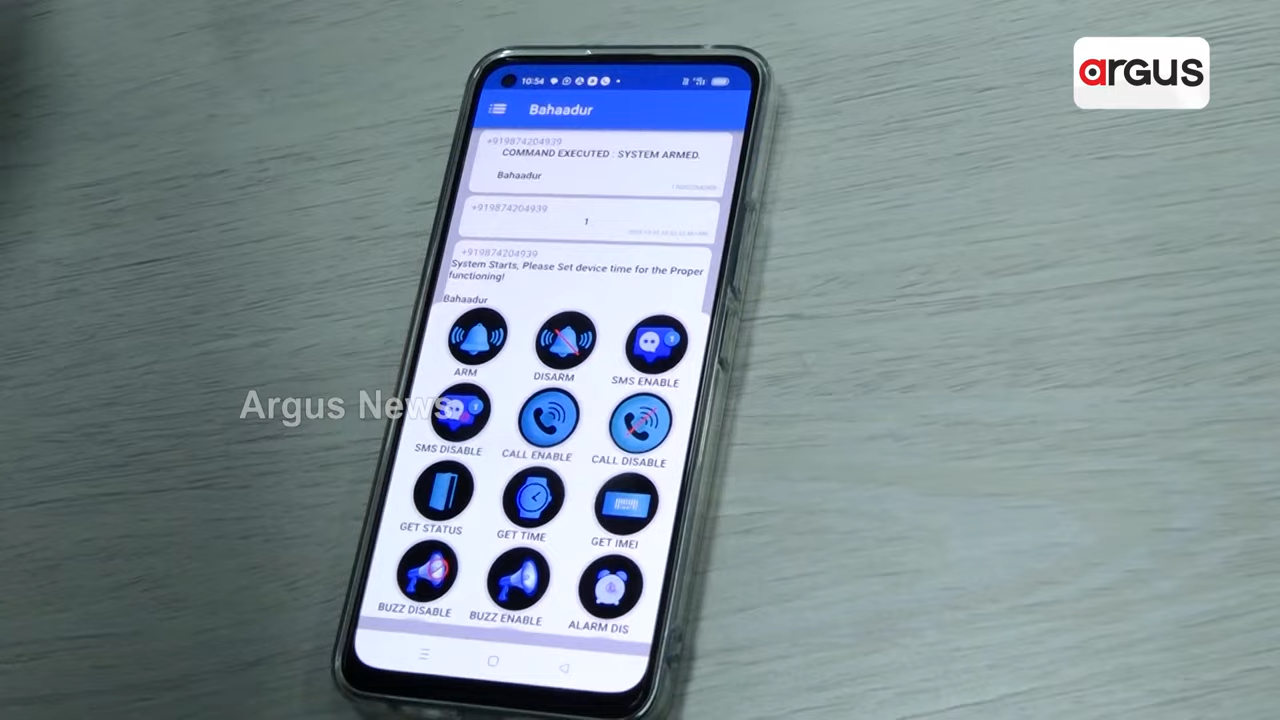 argus
10:54
Bahaadur
+919874204939
COMMAND EXECUTED : SYSTEM ARMED.
Bahaadur
+919874204939
1
+919874204939
System Starts, Please Set device time for the Proper
functioning!
Bahaadur
ARM
DISARM
SMS ENABLE
Argus News
SMS DISABLE
CALL ENABLE
CALL DISABLE
GET STATUS
GET TIME
GET IMEI
BUZZ DISABLE
BUZZ ENABLE
ALARM DIS